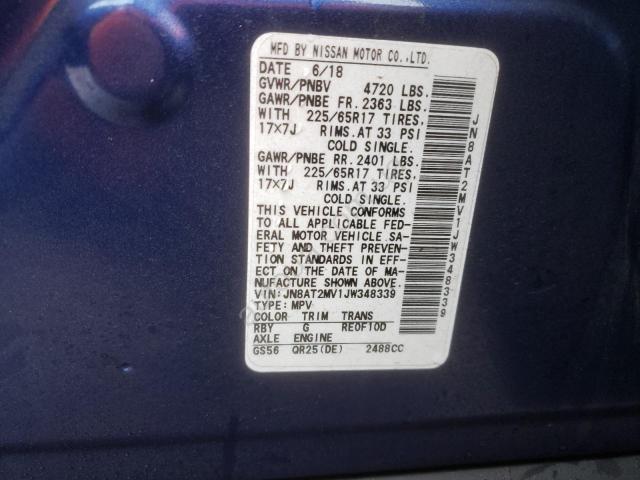 MFD BY NISSAN MOTOR CO.,LTD.
DATE 6/18
GVWR/PNBV 4720 LBS.
GAWR/PNBE FR. 2363 LBS.
WITH 225/65R17 TIRES,
17X7J RIMS.AT 33 PSI
COLD SINGLE.
GAWR/PNBE RR. 2401 LBS.
WITH 225/65R17 TIRES,
17X7J RIMS.AT 33 PSI
COLD SINGLE.
THIS VEHICLE CONFORMS
TO ALL APPLICABLE FED-
ERAL MOTOR VEHICLE SA-
FETY AND THEFT PREVEN-
TION STANDARDS IN EFF-
ECT ON THE DATE OF MA-
NUFACTURE SHOWN ABOVE.
VIN:JN8AT2MV1JW348339
TYPE:MPV
COLOR TRIM TRANS
RBY G RE0F10D
AXLE ENGINE
GS56 QR25(DE) 2488CC
JN8AT2MV1JW348339